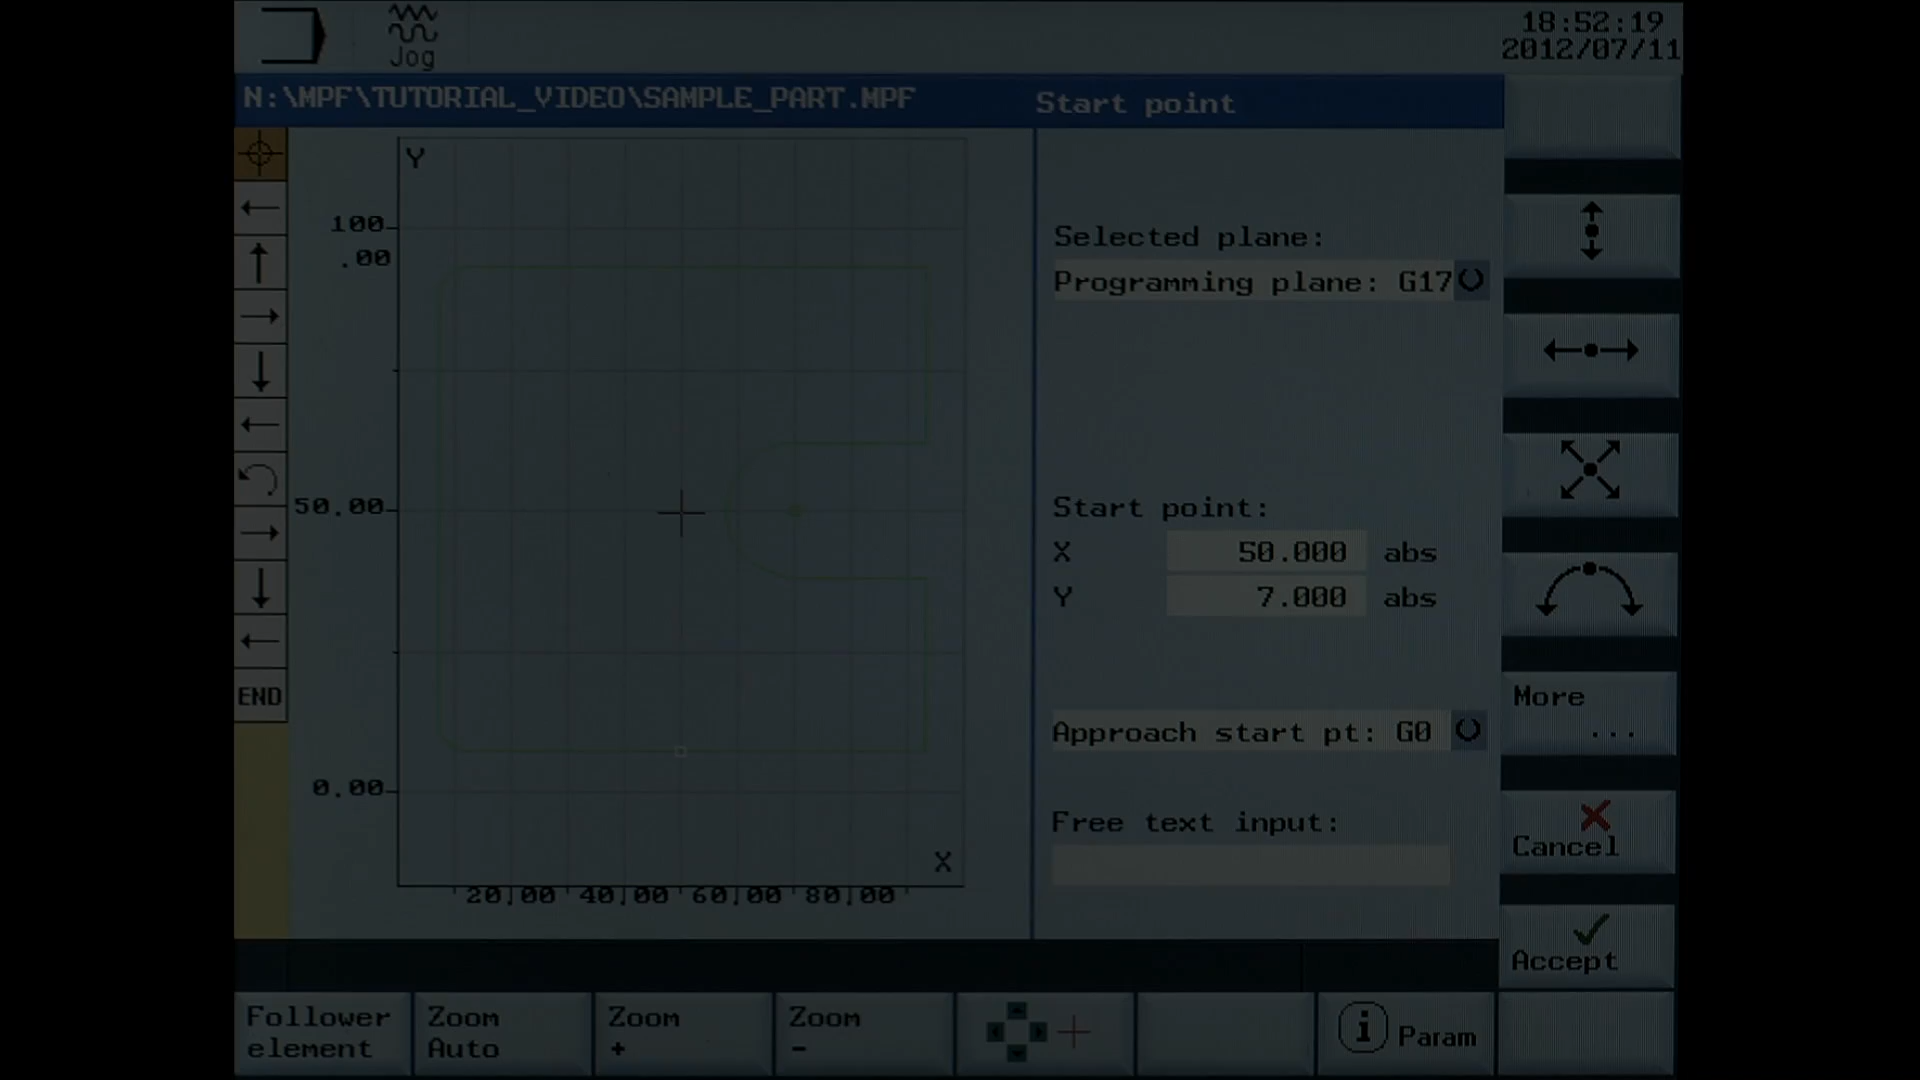 18:52:19
Jog
2012/07/11
N:\MPF\TUTORIAL_VIDEO\SAMPLE_PART.MPF
Start point
Y
100
.00
Selected plane:
Programming plane: G17
50.00
Start point:
X 50.000 abs
Y 7.000 abs
END
More
...
Approach start pt: G0
0.00
Free text input:
Cancel
X
20.00 40.00 60.00 80.00
Accept
Follower
element
Zoom
Auto
Zoom
+
Zoom
-
i Param